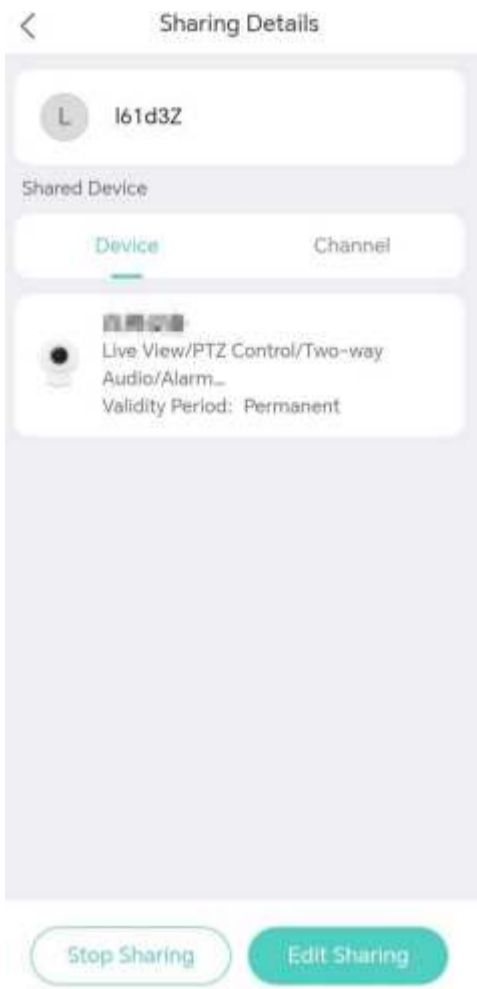 Sharing Details
L
l61d3Z
Shared Device
Device
Channel
Live View/PTZ Control/Two-way
Audio/Alarm...
Validity Period: Permanent
Stop Sharing
Edit Sharing